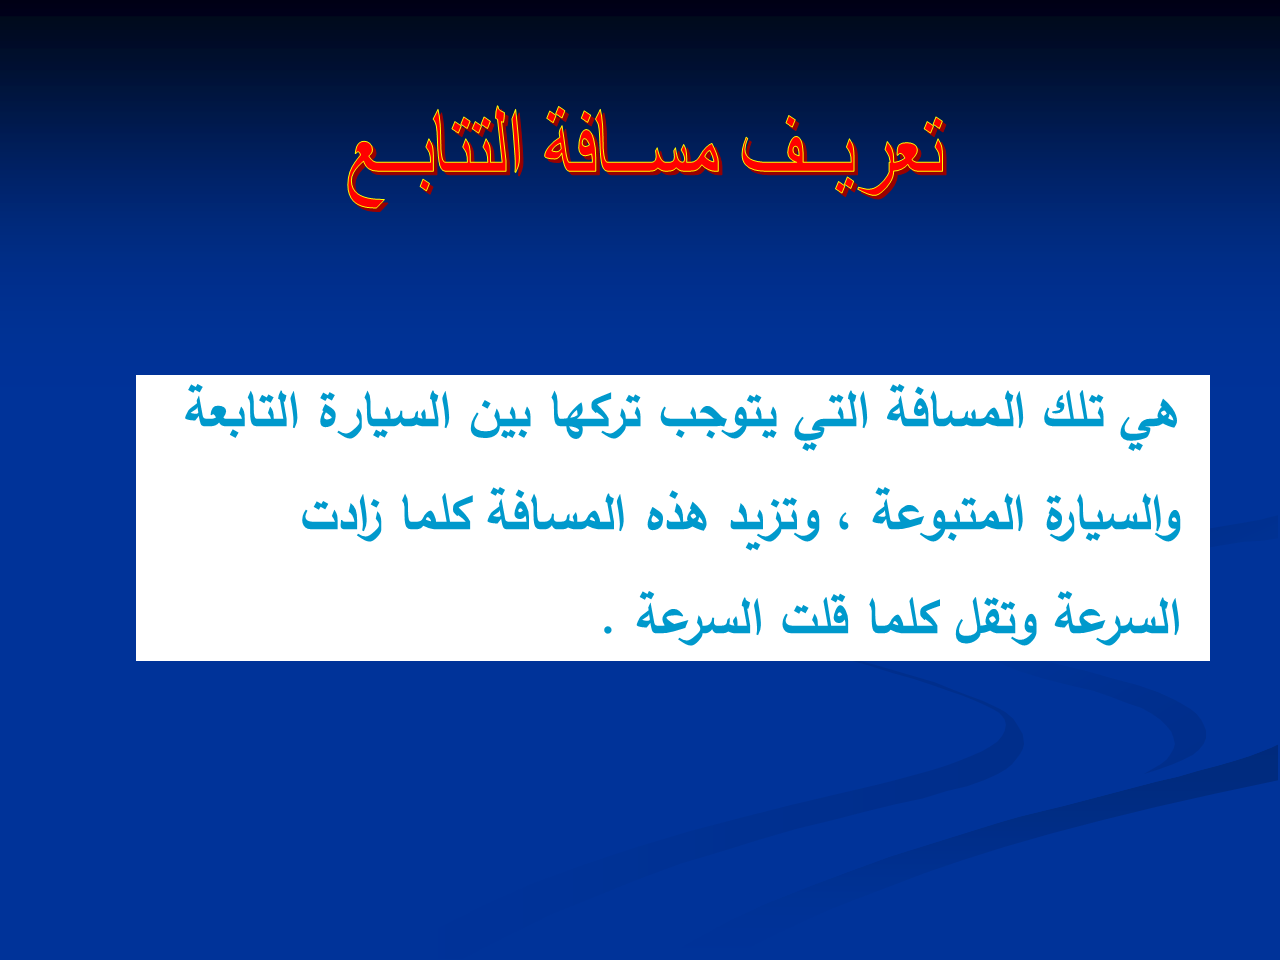 تعريــف مســافة التتابــع
هي تلك المسافة التي يتوجب تركها بين السيارة التابعة
والسيارة المتبوعة ، وتزيد هذه المسافة كلما زادت
السرعة وتقل كلما قلت السرعة .